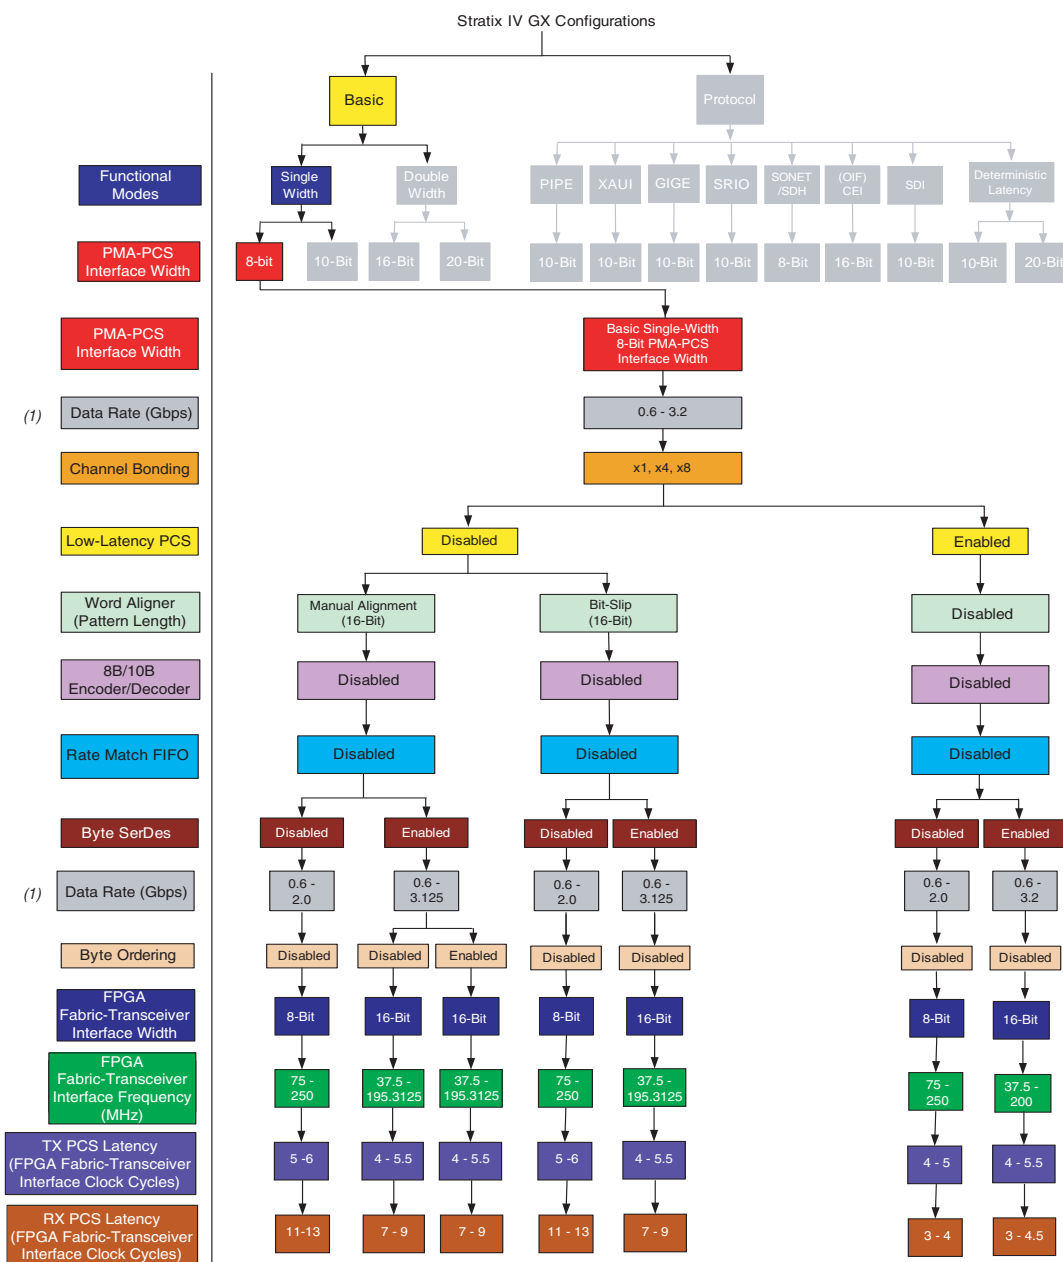 Stratix IV GX Configurations
Basic
Protocol
Functional
Modes
Single
Width
Double
Width
PIPE
XAUI
GIGE
SRIO
SONET
/SDH
(OIF)
CEI
SDI
Deterministic
Latency
PMA-PCS
Interface Width
8-bit
10-Bit
16-Bit
20-Bit
10-Bit
10-Bit
10-Bit
10-Bit
8-Bit
16-Bit
10-Bit
10-Bit
20-Bit
PMA-PCS
Interface Width
Basic Single-Width
8-Bit PMA-PCS
Interface Width
(1)
Data Rate (Gbps)
0.6 - 3.2
Channel Bonding
x1, x4, x8
Low-Latency PCS
Disabled
Enabled
Word Aligner
(Pattern Length)
Manual Alignment
(16-Bit)
Bit-Slip
(16-Bit)
Disabled
8B/10B
Encoder/Decoder
Disabled
Disabled
Disabled
Rate Match FIFO
Disabled
Disabled
Disabled
Byte SerDes
Disabled
Enabled
Disabled
Enabled
Disabled
Enabled
(1)
Data Rate (Gbps)
0.6 -
2.0
0.6 -
3.125
0.6 -
2.0
0.6 -
3.125
0.6 -
2.0
0.6 -
3.2
Byte Ordering
Disabled
Disabled
Enabled
Disabled
Disabled
Disabled
Disabled
FPGA
Fabric-Transceiver
Interface Width
8-Bit
16-Bit
16-Bit
8-Bit
16-Bit
8-Bit
16-Bit
FPGA
Fabric-Transceiver
Interface Frequency
(MHz)
75 -
250
37.5 -
195.3125
37.5 -
195.3125
75 -
250
37.5 -
195.3125
75 -
250
37.5 -
200
TX PCS Latency
(FPGA Fabric-Transceiver
Interface Clock Cycles)
5 -6
4 - 5.5
4 - 5.5
5 -6
4 - 5.5
4 - 5
4 - 5.5
RX PCS Latency
(FPGA Fabric-Transceiver
Interface Clock Cycles)
11-13
7 - 9
7 - 9
11 - 13
7 - 9
3 - 4
3 - 4.5